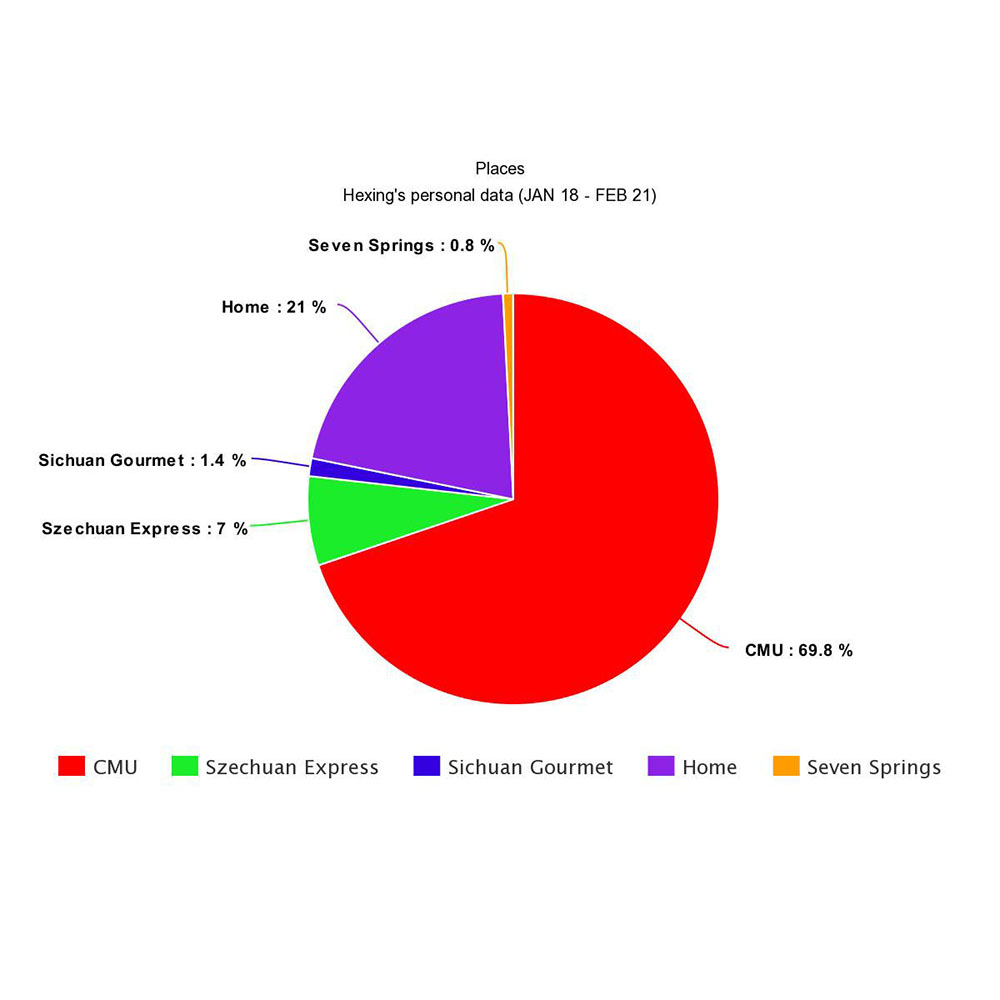 Places
Hexing's personal data (JAN 18 - FEB 21)
Seven Springs : 0.8 %
Home : 21 %
Sichuan Gourmet : 1.4 %
Szechuan Express : 7 %
CMU : 69.8 %
CMU Szechuan Express Sichuan Gourmet Home Seven Springs